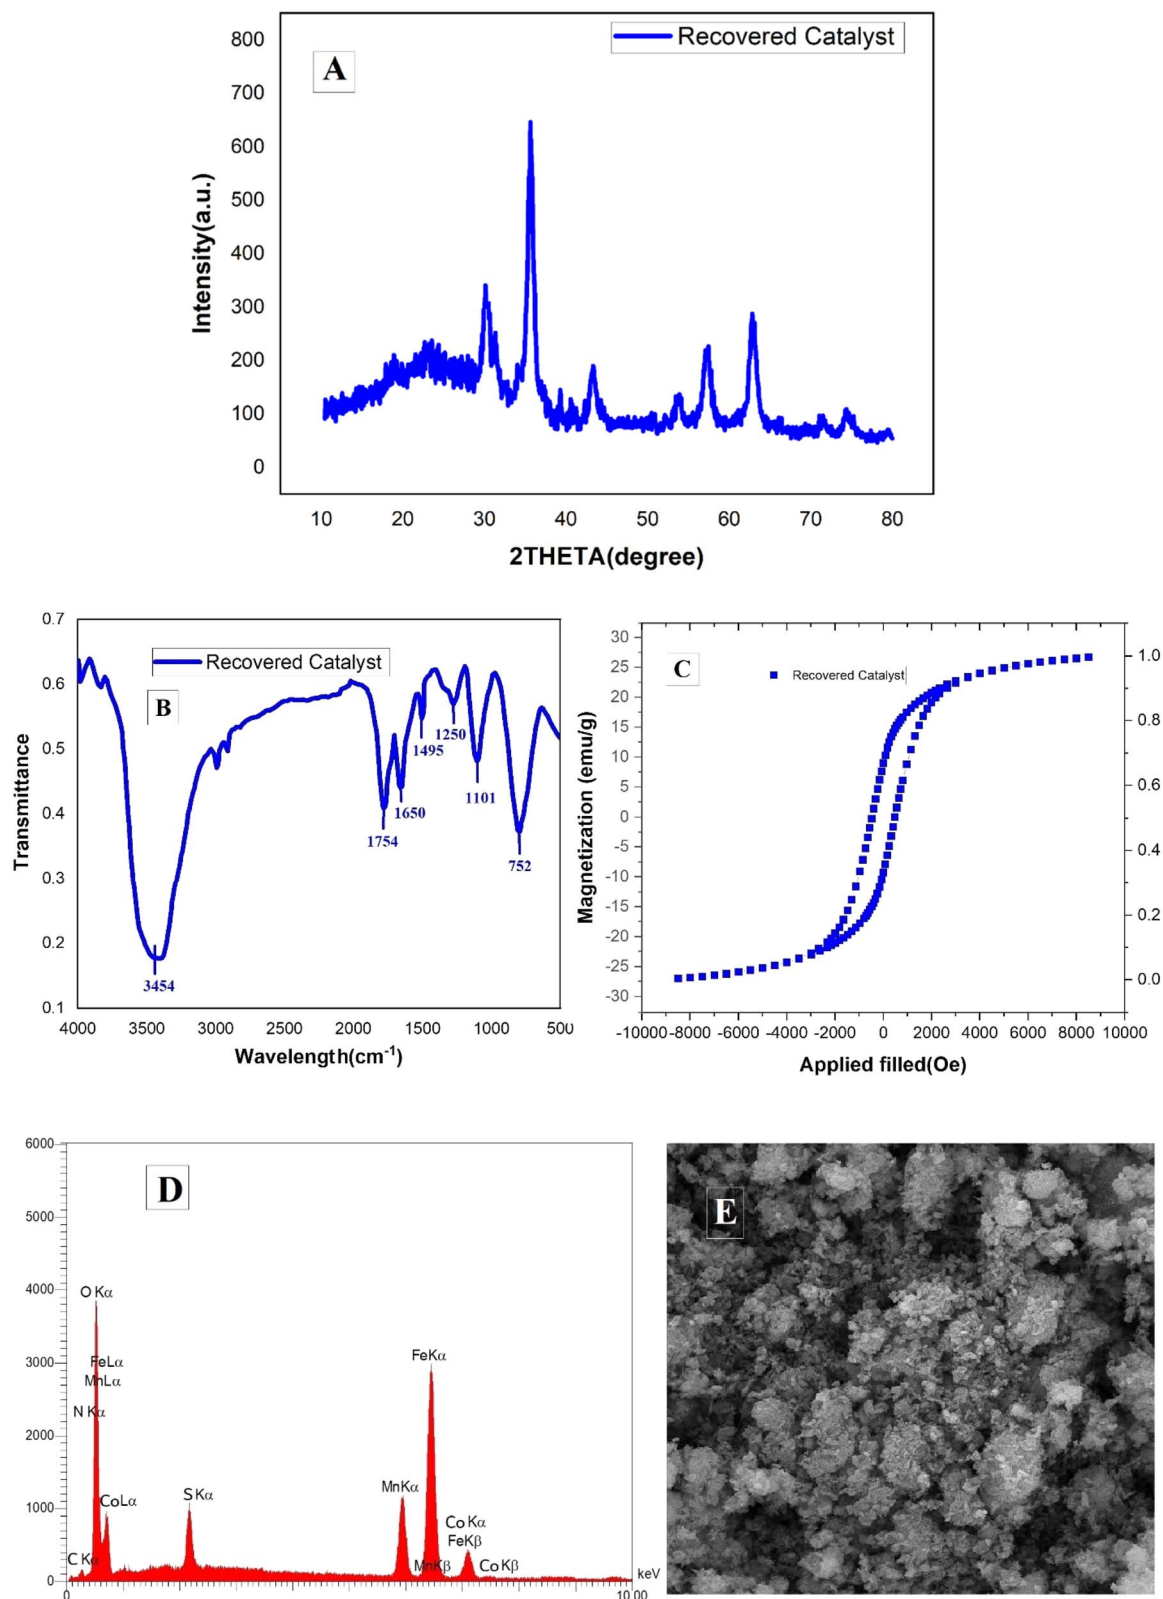 Recovered Catalyst
A
800
700
600
500
400
300
200
100
0
Intensity(a.u.)
10 20 30 40 50 60 70 80
2THETA(degree)
0.7
0.6
0.5
0.4
0.3
0.2
0.1
Transmittance
Recovered Catalyst
B
1754
1650
1495
1250
1101
752
3454
4000 3500 3000 2000 1500 1000 500
Wavelength(cm⁻¹)
30
25
20
15
10
5
0
-5
-10
-15
-20
-25
-30
Magnetization (emu/g)
C
Recovered Catalyst
1.0
0.8
0.6
0.4
0.2
0.0
-10000 -8000 -6000 -4000 -2000 0 2000 4000 6000 8000 10000
Applied filled(Oe)
6000
5000
4000
3000
2000
1000
0
D
O Kα
FeLα
MnLα
N Kα
CoLα
C Kα
S Kα
MnKα
FeKα
Co Kα
FeKβ
MnKβ
Co Kβ
keV
0 10.00
E